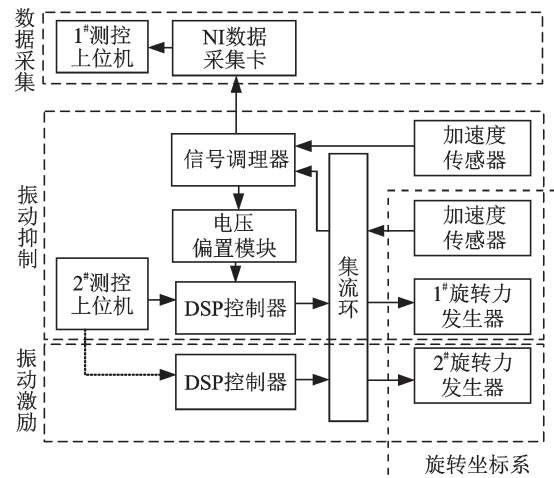 数据采集
1#测控
上位机
NI数据
采集卡
振动抑制
信号调理器
加速度
传感器
电压
偏置模块
加速度
传感器
2#测控
上位机
DSP控制器
集流环
1#旋转力
发生器
振动激励
DSP控制器
2#旋转力
发生器
旋转坐标系